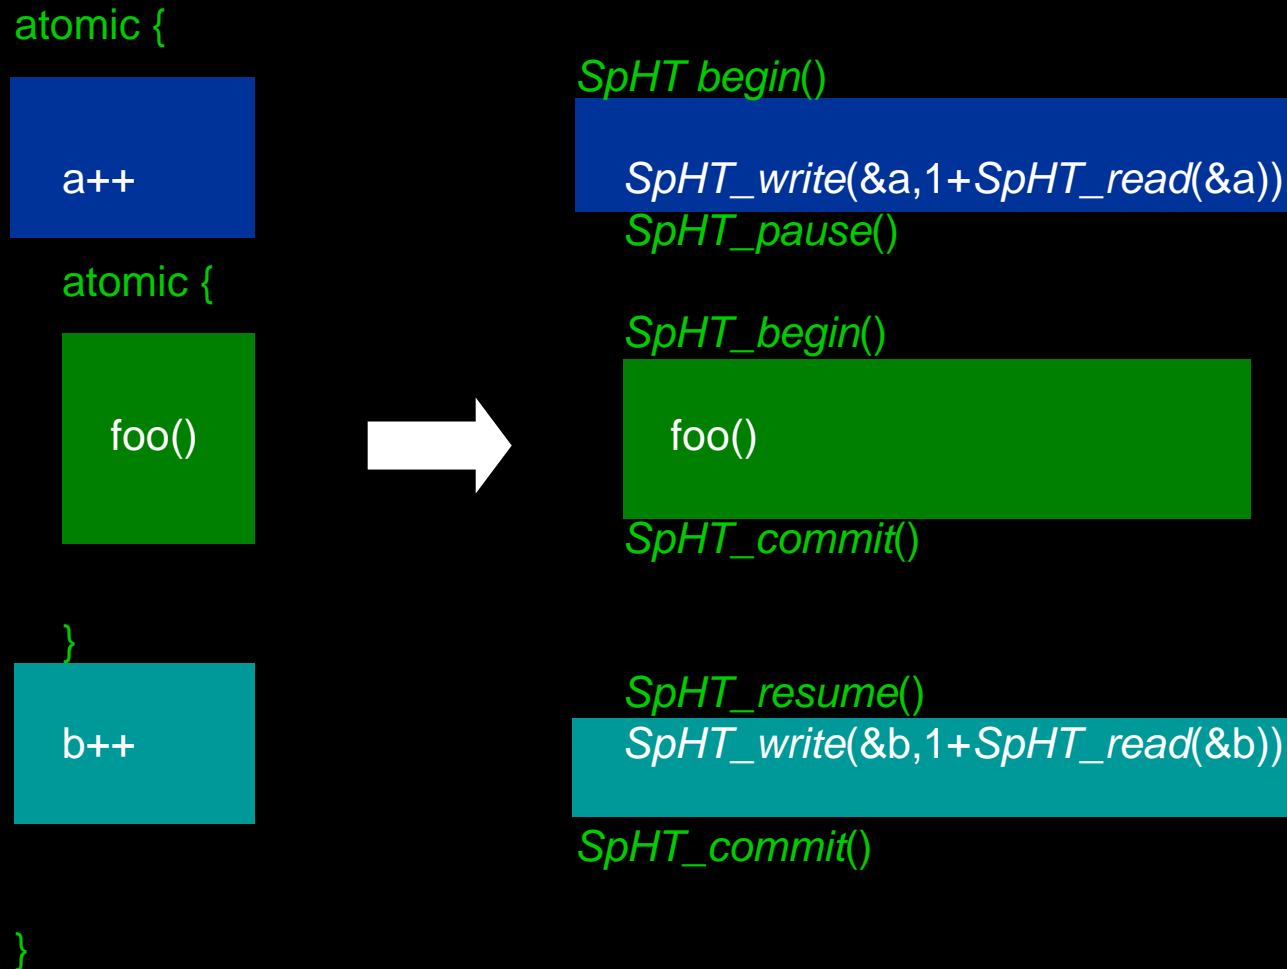 atomic {
a++
atomic {
foo()
}
b++
}
SpHT begin()
SpHT_write(&a,1+SpHT_read(&a))
SpHT_pause()
SpHT_begin()
foo()
SpHT_commit()
SpHT_resume()
SpHT_write(&b,1+SpHT_read(&b))
SpHT_commit()